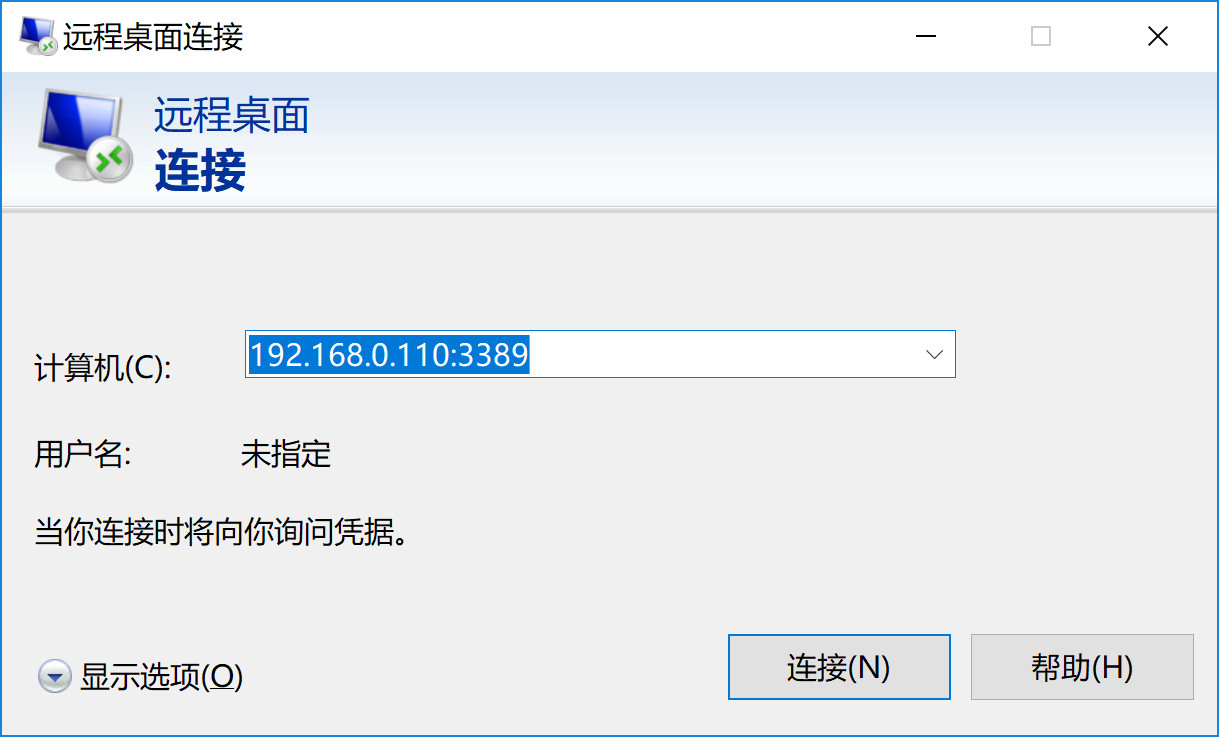 远程桌面连接
远程桌面
连接
计算机(C):
192.168.0.110:3389
用户名:
未指定
当你连接时将向你询问凭据。
显示选项(O)
连接(N)
帮助(H)